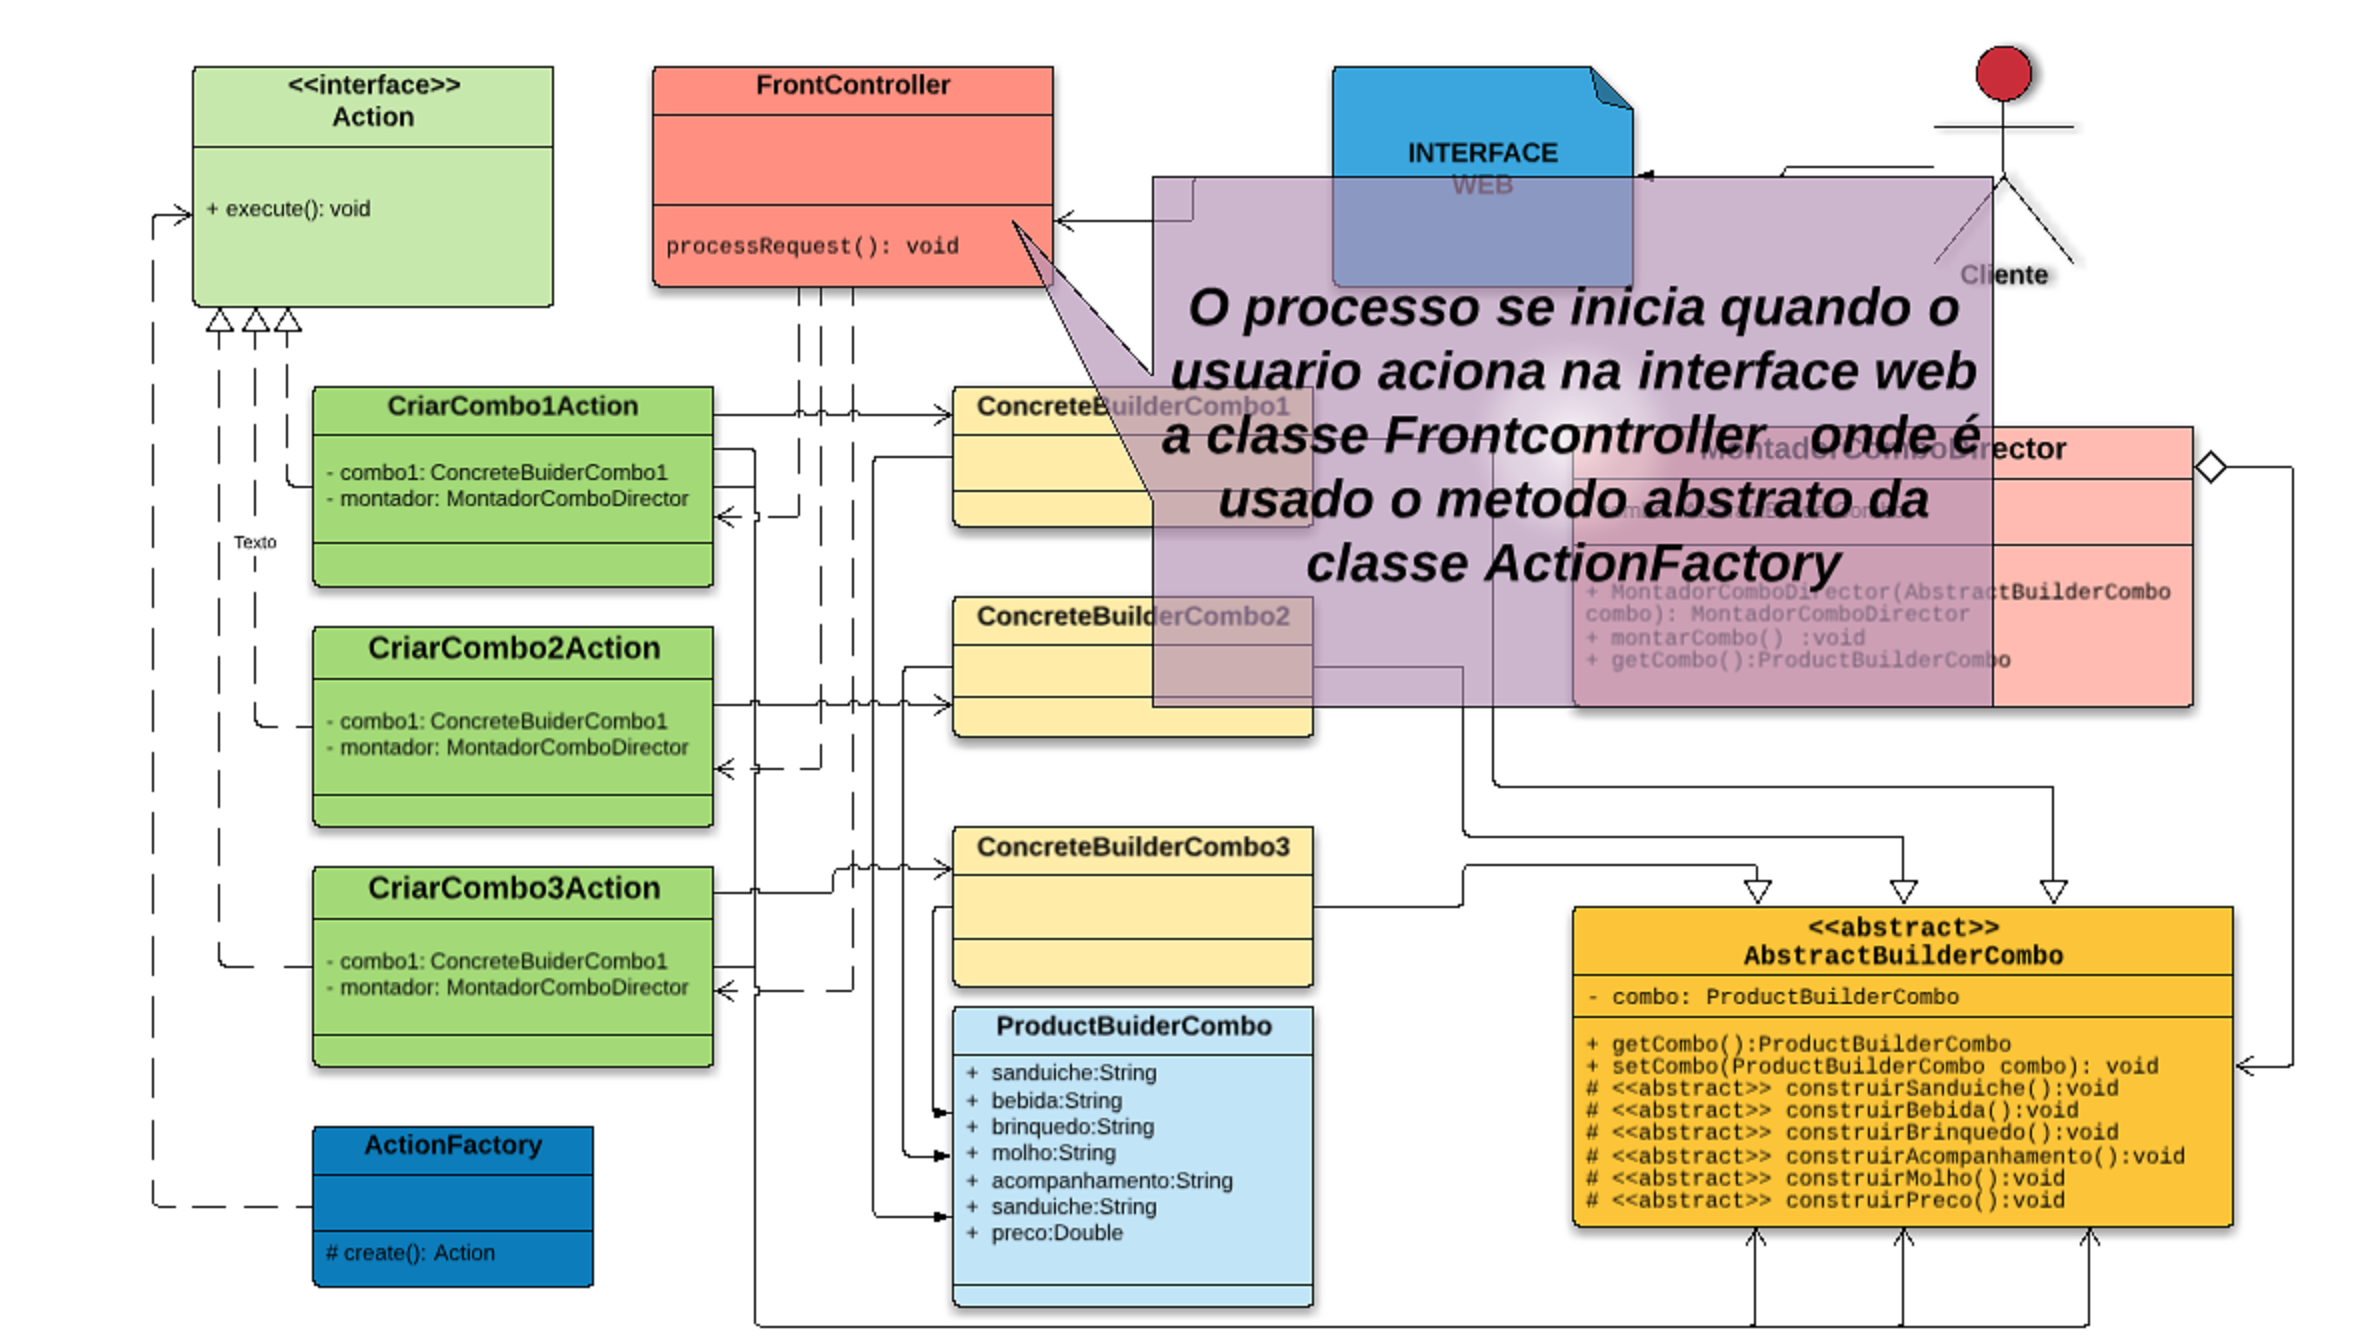 <<interface>>
Action
+ execute(): void
FrontController
processRequest(): void
INTERFACE
WEB
Cliente
O processo se inicia quando o
usuario aciona na interface web
a classe Frontcontroller, onde é
usado o metodo abstrato da
classe ActionFactory
CriarCombo1Action
- combo1: ConcreteBuiderCombo1
- montador: MontadorComboDirector
Texto
CriarCombo2Action
- combo1: ConcreteBuiderCombo1
- montador: MontadorComboDirector
CriarCombo3Action
- combo1: ConcreteBuiderCombo1
- montador: MontadorComboDirector
ActionFactory
# create(): Action
ConcreteBuilderCombo1
ConcreteBuilderCombo2
ConcreteBuilderCombo3
ProductBuiderCombo
+ sanduiche:String
+ bebida:String
+ brinquedo:String
+ molho:String
+ acompanhamento:String
+ sanduiche:String
+ preco:Double
MontadorComboDirector
+ MontadorComboDirector(AbstractBuilderCombo
combo): MontadorComboDirector
+ montarCombo() :void
+ getCombo():ProductBuilderCombo
<<abstract>>
AbstractBuilderCombo
- combo: ProductBuilderCombo
+ getCombo():ProductBuilderCombo
+ setCombo(ProductBuilderCombo combo): void
# <<abstract>> construirSanduiche():void
# <<abstract>> construirBebida():void
# <<abstract>> construirBrinquedo():void
# <<abstract>> construirAcompanhamento():void
# <<abstract>> construirMolho():void
# <<abstract>> construirPreco():void